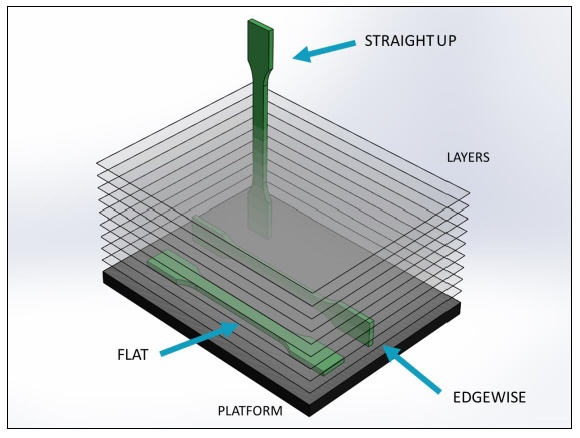 STRAIGHT UP
LAYERS
FLAT
EDGEWISE
PLATFORM